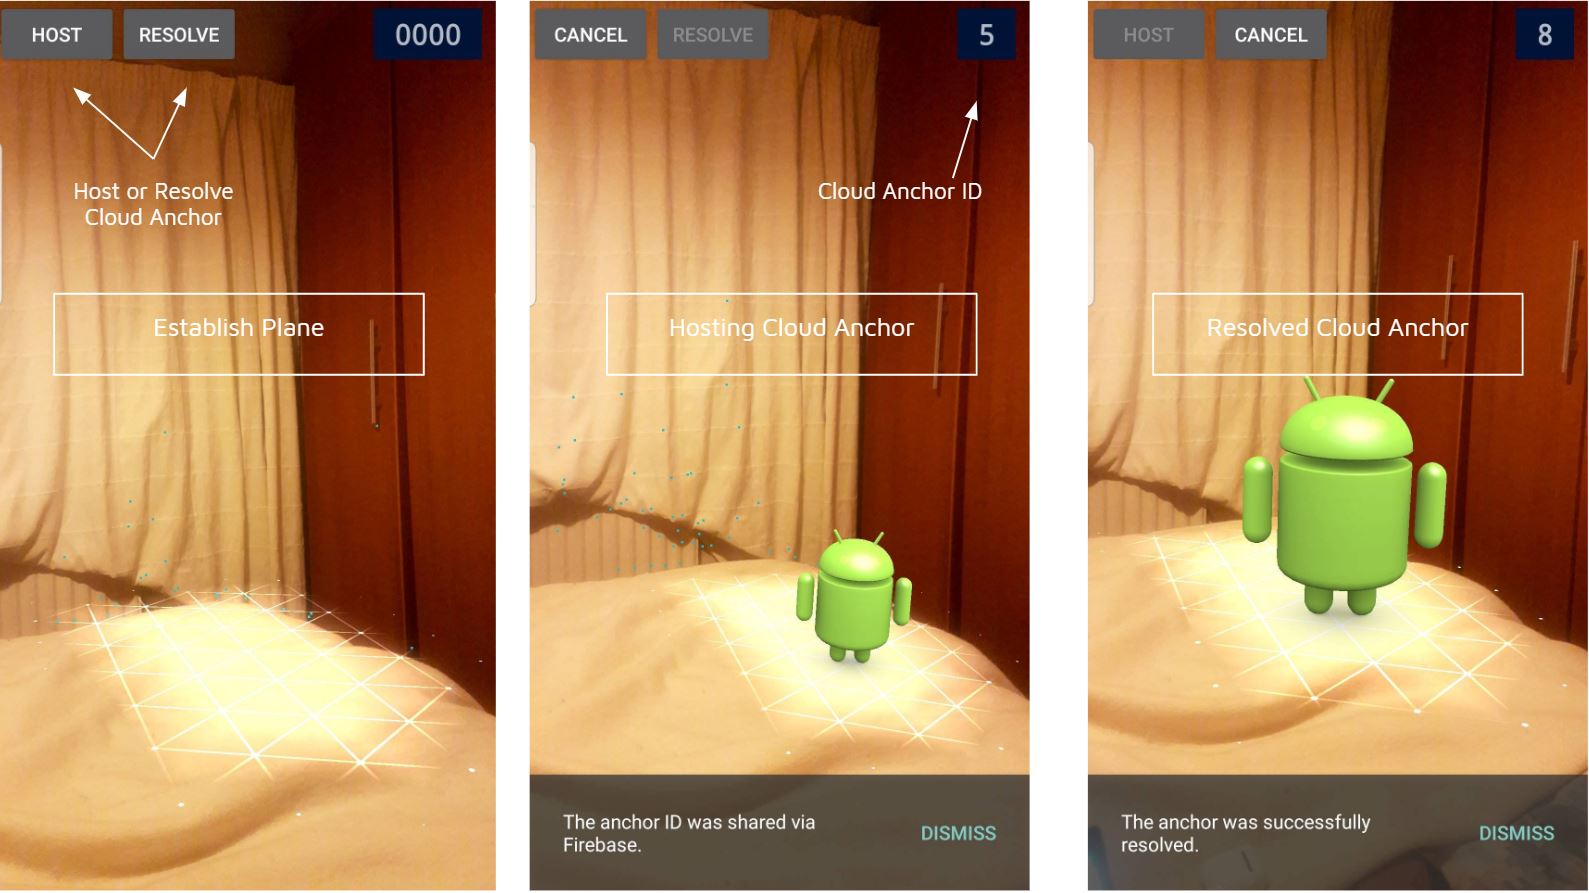 HOST RESOLVE 0000
Host or Resolve
Cloud Anchor
Establish Plane
CANCEL RESOLVE 5
Cloud Anchor ID
Hosting Cloud Anchor
The anchor ID was shared via
Firebase.
DISMISS
HOST CANCEL 8
Resolved Cloud Anchor
The anchor was successfully
resolved.
DISMISS